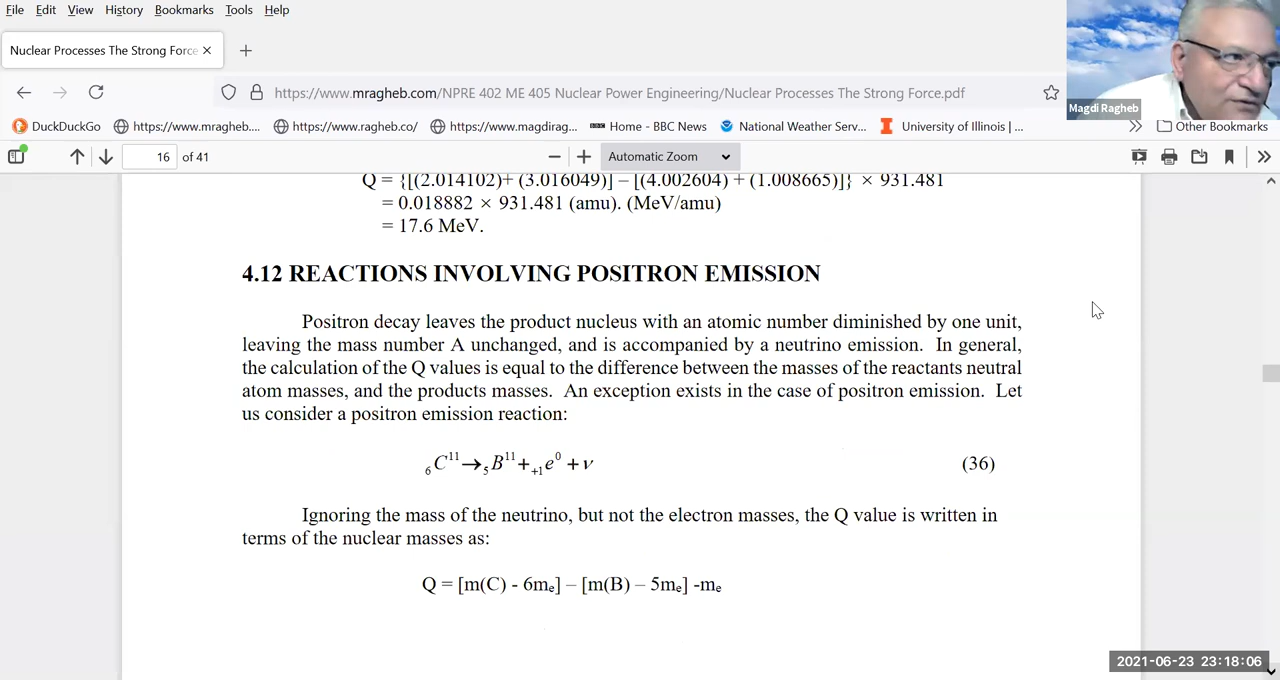 File Edit View History Bookmarks Tools Help
Nuclear Processes The Strong Force
https://www.mragheb.com/NPRE 402 ME 405 Nuclear Power Engineering/Nuclear Processes The Strong Force.pdf
Magdi Ragheb
DuckDuckGo https://www.mragheb.... https://www.ragheb.co/ https://www.magdirag... BBC Home - BBC News National Weather Serv... University of Illinois | ... Other Bookmarks
16 of 41 Automatic Zoom
Q = {[(2.014102)+ (3.016049)] – [(4.002604) + (1.008665)]} × 931.481
= 0.018882 × 931.481 (amu). (MeV/amu)
= 17.6 MeV.
4.12 REACTIONS INVOLVING POSITRON EMISSION
Positron decay leaves the product nucleus with an atomic number diminished by one unit,
leaving the mass number A unchanged, and is accompanied by a neutrino emission. In general,
the calculation of the Q values is equal to the difference between the masses of the reactants neutral
atom masses, and the products masses. An exception exists in the case of positron emission. Let
us consider a positron emission reaction:
₆C¹¹ → ₅B¹¹ + ₊₁e⁰ + ν (36)
Ignoring the mass of the neutrino, but not the electron masses, the Q value is written in
terms of the nuclear masses as:
Q = [m(C) - 6mₑ] – [m(B) – 5mₑ] -mₑ
2021-06-23 23:18:06